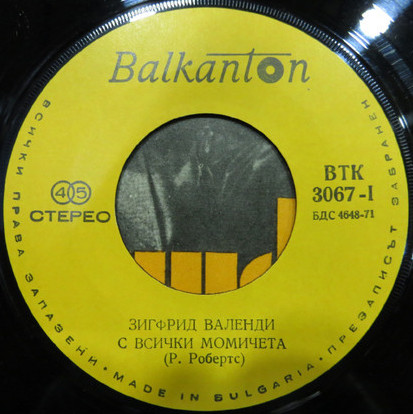 Balkanton
45
СТЕРЕО
ВТК
3067-I
БДС 4648-71
ЗИГФРИД ВАЛЕНДИ
С ВСИЧКИ МОМИЧЕТА
(Р. Робертс)
ВСИЧКИ ПРАВА ЗАПАЗЕНИ · MADE IN BULGARIA · ПРЕЗАПИСЪТ ЗАБРАНЕН